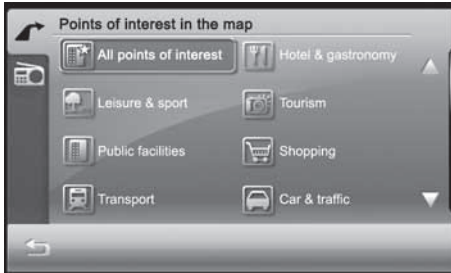 Points of interest in the map
All points of interest
Hotel & gastronomy
Leisure & sport
Tourism
Public facilities
Shopping
Transport
Car & traffic